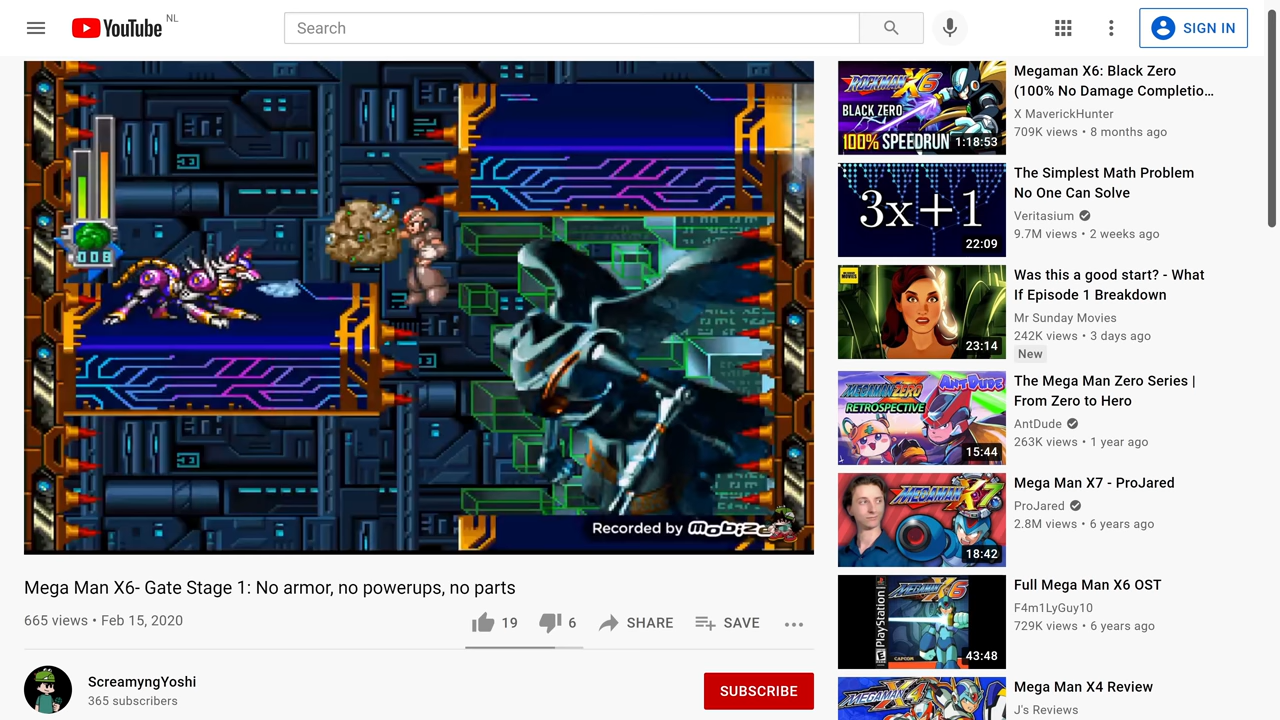 YouTube NL
Search
SIGN IN
008
Recorded by Mobizen
Mega Man X6- Gate Stage 1: No armor, no powerups, no parts
665 views • Feb 15, 2020
19
6
SHARE
SAVE
ScreamyngYoshi
365 subscribers
SUBSCRIBE
ROCKMAN X6
BLACK ZERO
100% SPEEDRUN
1:18:53
Megaman X6: Black Zero
(100% No Damage Completio...
X MaverickHunter
709K views • 8 months ago
3x+1
22:09
The Simplest Math Problem
No One Can Solve
Veritasium
9.7M views • 2 weeks ago
23:14
Was this a good start? - What
If Episode 1 Breakdown
Mr Sunday Movies
242K views • 3 days ago
New
MEGAMAN ZERO
ANTDUDE
RETROSPECTIVE
15:44
The Mega Man Zero Series |
From Zero to Hero
AntDude
263K views • 1 year ago
MEGAMAN X7
18:42
Mega Man X7 - ProJared
ProJared
2.8M views • 6 years ago
PlayStation
MEGAMAN X6
CAPCOM
43:48
Full Mega Man X6 OST
F4m1LyGuy10
729K views • 6 years ago
MEGAMAN X4
Mega Man X4 Review
J's Reviews